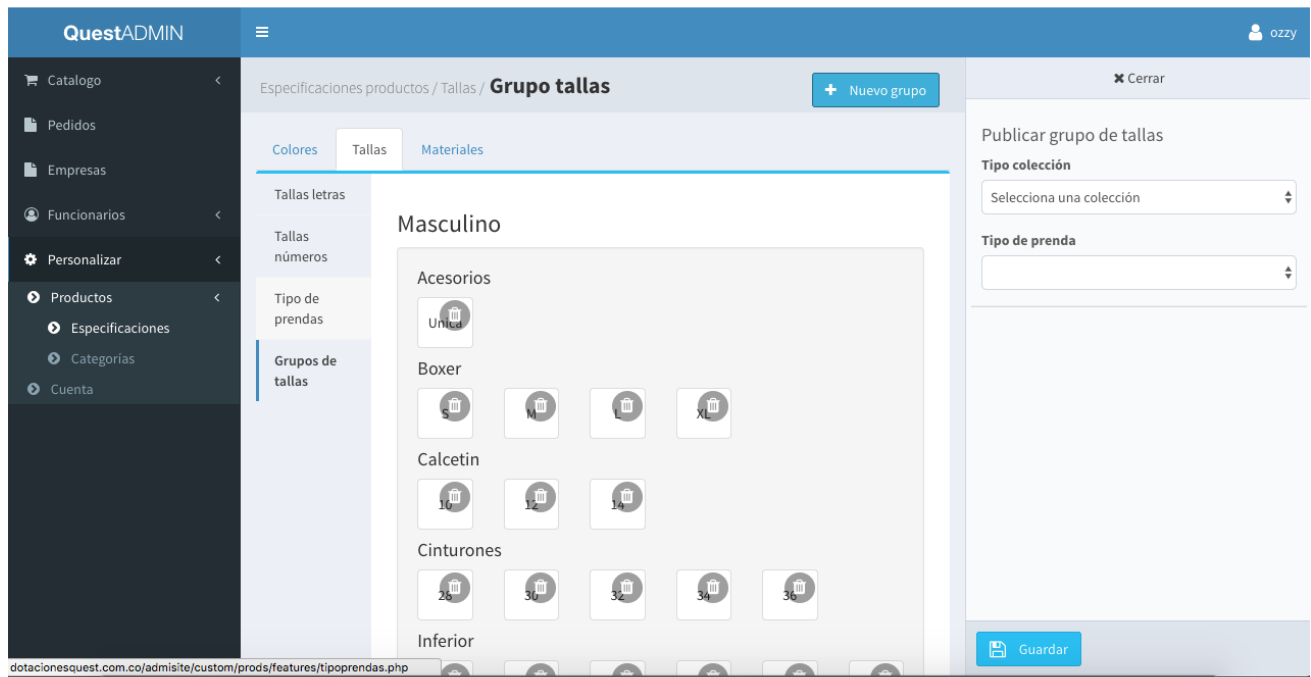 QuestADMIN
ozzy
Catalogo
Pedidos
Empresas
Funcionarios
Personalizar
Productos
Especificaciones
Categorías
Cuenta
Especificaciones productos / Tallas / Grupo tallas
Nuevo grupo
Colores
Tallas
Materiales
Tallas letras
Tallas
números
Tipo de
prendas
Grupos de
tallas
Masculino
Acesorios
Unica
Boxer
S
M
L
XL
Calcetin
10
12
14
Cinturones
28
30
32
34
36
Inferior
Cerrar
Publicar grupo de tallas
Tipo colección
Selecciona una colección
Tipo de prenda
Guardar
dotacionesquest.com.co/admisite/custom/prods/features/tipoprendas.php